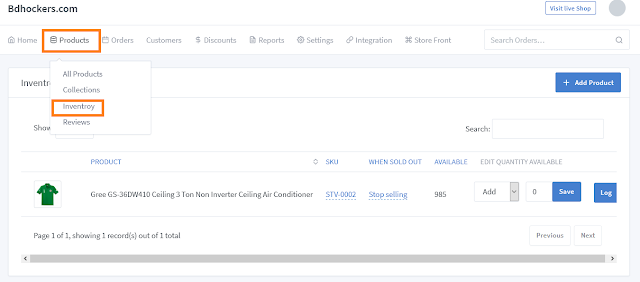 Bdhockers.com
Visit live Shop
Home Products Orders Customers Discounts Reports Settings Integration Store Front Search Orders...
All Products
Collections
Inventroy
Reviews
Add Product
Search:
PRODUCT SKU WHEN SOLD OUT AVAILABLE EDIT QUANTITY AVAILABLE
Gree GS-36DW410 Ceiling 3 Ton Non Inverter Ceiling Air Conditioner STV-0002 Stop selling 985 Add 0 Save Log
Page 1 of 1, showing 1 record(s) out of 1 total
Previous Next